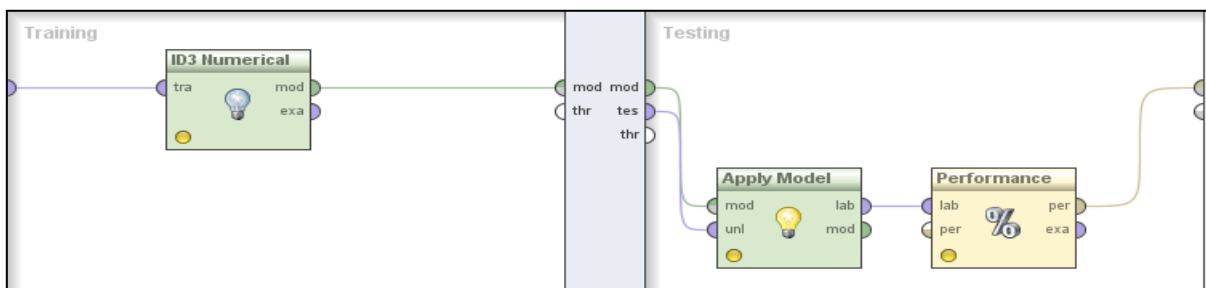 Training
ID3 Numerical
tra mod
exa
mod mod
thr tes
thr
Testing
Apply Model
mod lab
unl mod
Performance
lab per
per exa